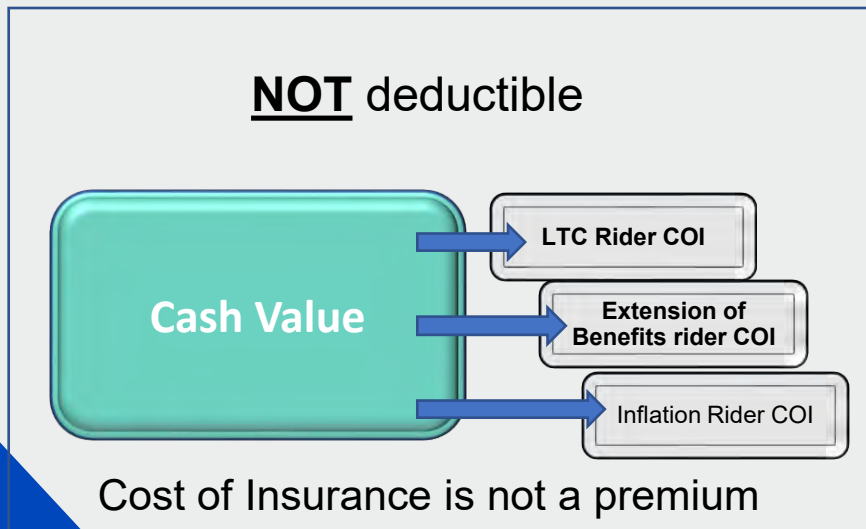 NOT deductible
Cash Value
LTC Rider COI
Extension of
Benefits rider COI
Inflation Rider COI
Cost of Insurance is not a premium